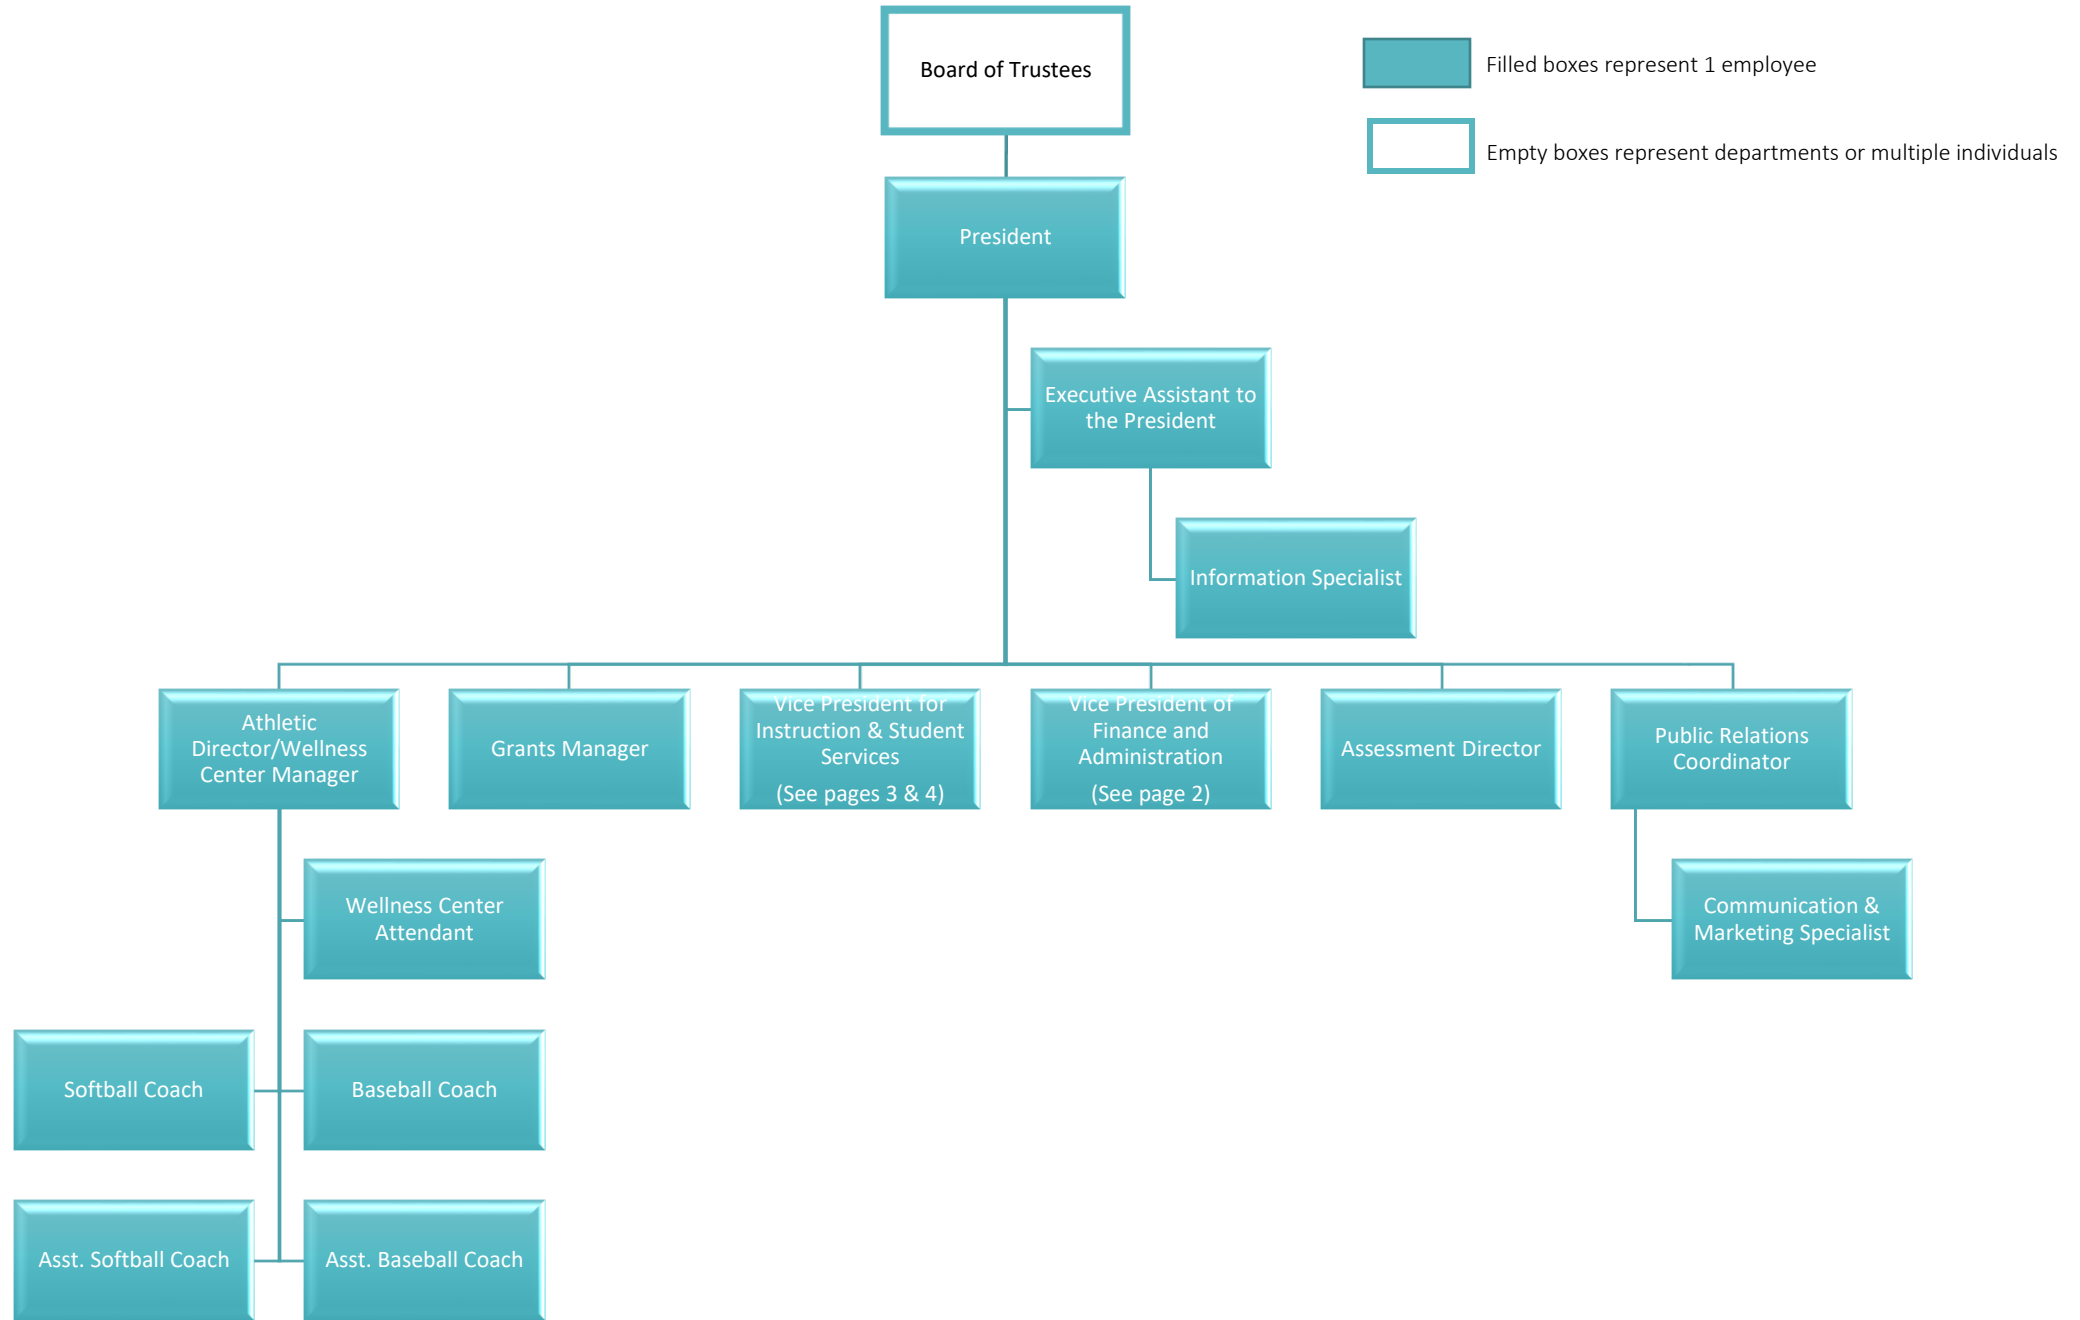 Board of Trustees
Filled boxes represent 1 employee
Empty boxes represent departments or multiple individuals
President
Executive Assistant to
the President
Information Specialist
Athletic
Director/Wellness
Center Manager
Grants Manager
Vice President for
Instruction & Student
Services
(See pages 3 & 4)
Vice President of
Finance and
Administration
(See page 2)
Assessment Director
Public Relations
Coordinator
Wellness Center
Attendant
Communication &
Marketing Specialist
Softball Coach
Baseball Coach
Asst. Softball Coach
Asst. Baseball Coach